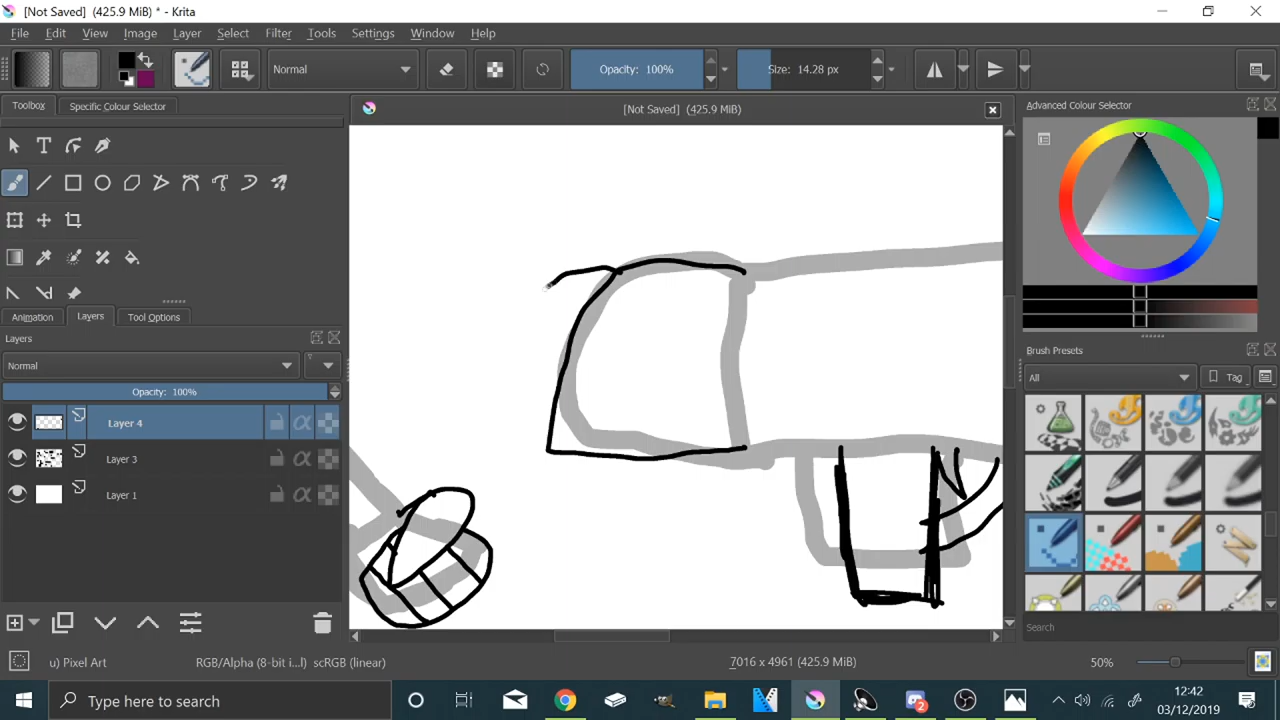 [Not Saved] (425.9 MiB) * - Krita
File Edit View Image Layer Select Filter Tools Settings Window Help
Normal
Opacity: 100%
Size: 14.28 px
Toolbox Specific Colour Selector
[Not Saved] (425.9 MiB)
Advanced Colour Selector
Animation Layers Tool Options
Layers
Normal
Opacity: 100%
Layer 4
Layer 3
Layer 1
Brush Presets
All
Tag
Search
u) Pixel Art
RGB/Alpha (8-bit i...l) scRGB (linear)
7016 x 4961 (425.9 MiB)
50%
Type here to search
2
12:42
03/12/2019